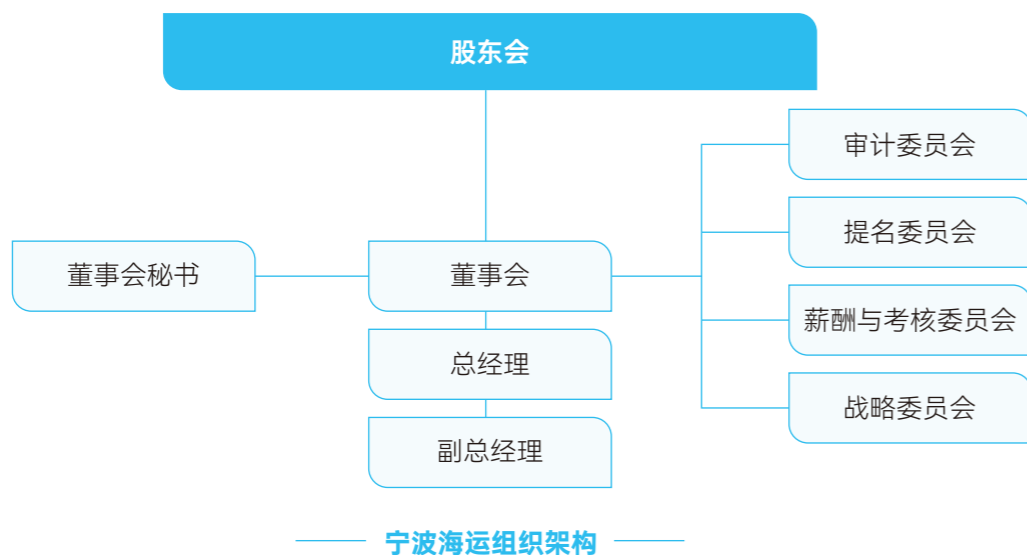 股东会
审计委员会
提名委员会
董事会秘书
董事会
薪酬与考核委员会
总经理
战略委员会
副总经理
宁波海运组织架构